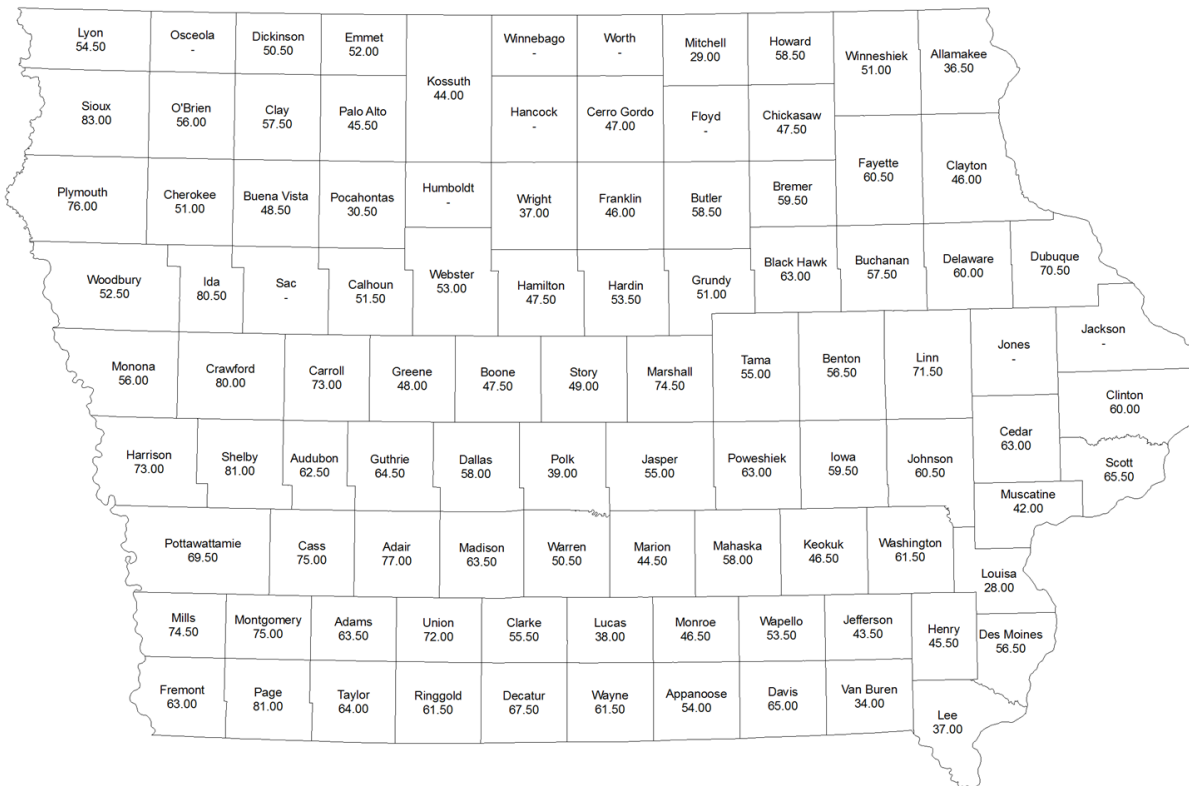 Lyon
54.50
Osceola
-
Dickinson
50.50
Emmet
52.00
Kossuth
44.00
Winnebago
-
Worth
-
Mitchell
29.00
Howard
58.50
Winneshiek
51.00
Allamakee
36.50
Sioux
83.00
O'Brien
56.00
Clay
57.50
Palo Alto
45.50
Hancock
-
Cerro Gordo
47.00
Floyd
-
Chickasaw
47.50
Fayette
60.50
Clayton
46.00
Plymouth
76.00
Cherokee
51.00
Buena Vista
48.50
Pocahontas
30.50
Humboldt
-
Wright
37.00
Franklin
46.00
Butler
58.50
Bremer
59.50
Woodbury
52.50
Ida
80.50
Sac
-
Calhoun
51.50
Webster
53.00
Hamilton
47.50
Hardin
53.50
Grundy
51.00
Black Hawk
63.00
Buchanan
57.50
Delaware
60.00
Dubuque
70.50
Monona
56.00
Crawford
80.00
Carroll
73.00
Greene
48.00
Boone
47.50
Story
49.00
Marshall
74.50
Tama
55.00
Benton
56.50
Linn
71.50
Jones
-
Jackson
-
Clinton
60.00
Harrison
73.00
Shelby
81.00
Audubon
62.50
Guthrie
64.50
Dallas
58.00
Polk
39.00
Jasper
55.00
Poweshiek
63.00
Iowa
59.50
Johnson
60.50
Cedar
63.00
Scott
65.50
Muscatine
42.00
Pottawattamie
69.50
Cass
75.00
Adair
77.00
Madison
63.50
Warren
50.50
Marion
44.50
Mahaska
58.00
Keokuk
46.50
Washington
61.50
Louisa
28.00
Mills
74.50
Montgomery
75.00
Adams
63.50
Union
72.00
Clarke
55.50
Lucas
38.00
Monroe
46.50
Wapello
53.50
Jefferson
43.50
Henry
45.50
Des Moines
56.50
Fremont
63.00
Page
81.00
Taylor
64.00
Ringgold
61.50
Decatur
67.50
Wayne
61.50
Appanoose
54.00
Davis
65.00
Van Buren
34.00
Lee
37.00